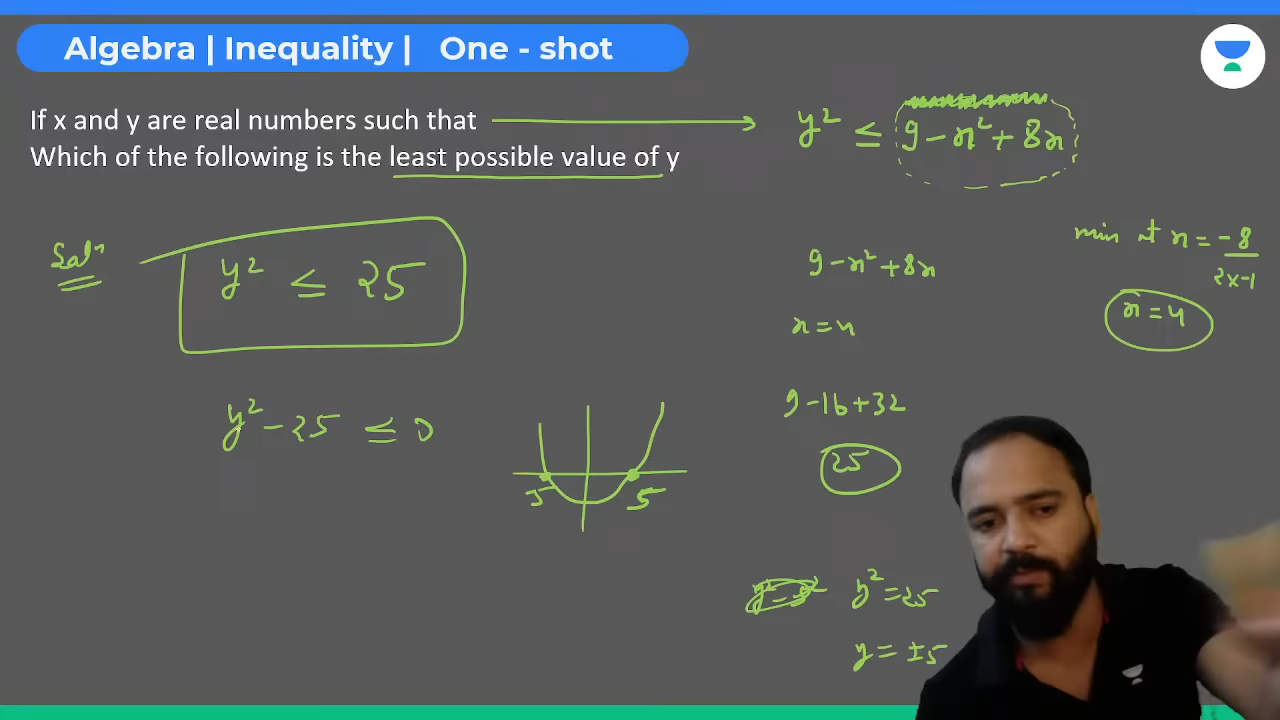 Algebra | Inequality | One - shot
If x and y are real numbers such that
y² ≤ 9 - x² + 8x
Which of the following is the least possible value of y
Solⁿ
y² ≤ 25
9 - x² + 8x
min at x = -8/2x-1
x = 4
x = 4
y² - 25 ≤ 0
9 - 16 + 32
25
5 5
y² = 25
y = ±5